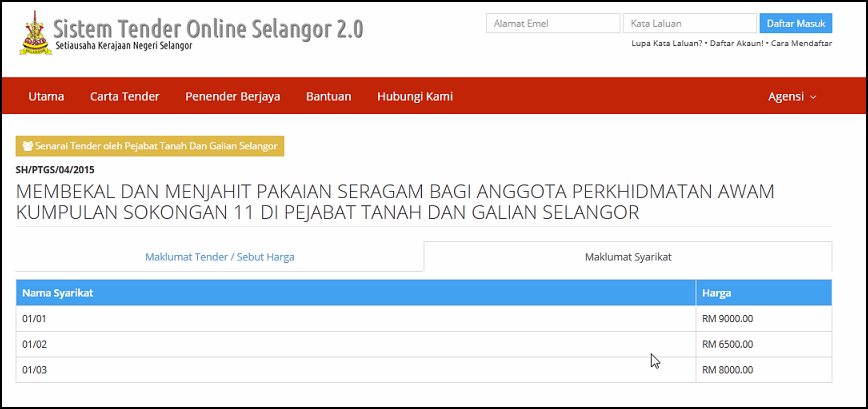 Sistem Tender Online Selangor 2.0
Setiausaha Kerajaan Negeri Selangor
Alamat Emel
Kata Laluan
Daftar Masuk
Lupa Kata Laluan? • Daftar Akaun! • Cara Mendaftar
Utama
Carta Tender
Penender Berjaya
Bantuan
Hubungi Kami
Agensi
Senarai Tender oleh Pejabat Tanah Dan Galian Selangor
SH/PTGS/04/2015
MEMBEKAL DAN MENJAHIT PAKAIAN SERAGAM BAGI ANGGOTA PERKHIDMATAN AWAM
KUMPULAN SOKONGAN 11 DI PEJABAT TANAH DAN GALIAN SELANGOR
Maklumat Tender / Sebut Harga
Maklumat Syarikat
Nama Syarikat Harga
01/01 RM 9000.00
01/02 RM 6500.00
01/03 RM 8000.00